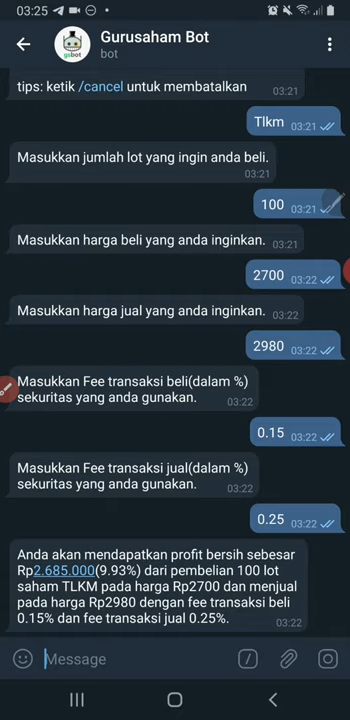 03:25
Gurusaham Bot
gsbot
bot
tips: ketik /cancel untuk membatalkan 03:21
Tlkm 03:21
Masukkan jumlah lot yang ingin anda beli.
03:21
100 03:21
Masukkan harga beli yang anda inginkan. 03:21
2700 03:22
Masukkan harga jual yang anda inginkan. 03:22
2980 03:22
Masukkan Fee transaksi beli(dalam %)
sekuritas yang anda gunakan. 03:22
0.15 03:22
Masukkan Fee transaksi jual(dalam %)
sekuritas yang anda gunakan. 03:22
0.25 03:22
Anda akan mendapatkan profit bersih sebesar
Rp2.685.000(9.93%) dari pembelian 100 lot
saham TLKM pada harga Rp2700 dan menjual
pada harga Rp2980 dengan fee transaksi beli
0.15% dan fee transaksi jual 0.25%. 03:22
Message